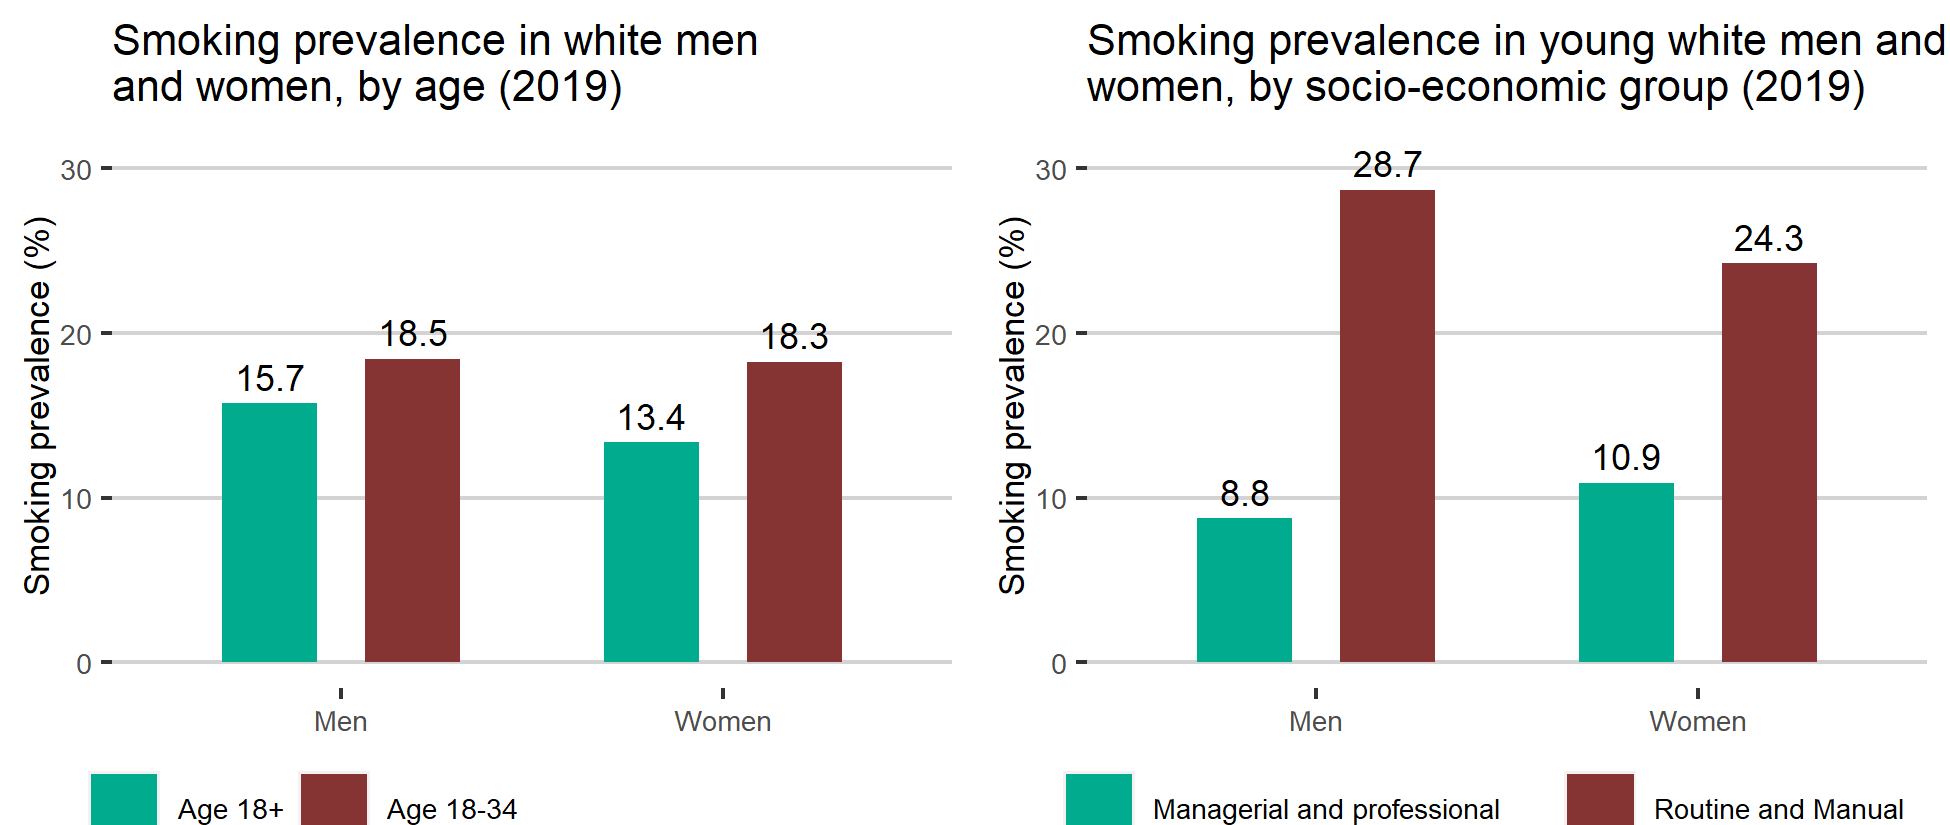 Smoking prevalence in white men
and women, by age (2019)
Smoking prevalence (%)
30
20
10
0
15.7
18.5
13.4
18.3
Men
Women
Age 18+
Age 18-34
Smoking prevalence in young white men and
women, by socio-economic group (2019)
Smoking prevalence (%)
30
20
10
0
8.8
28.7
10.9
24.3
Men
Women
Managerial and professional
Routine and Manual